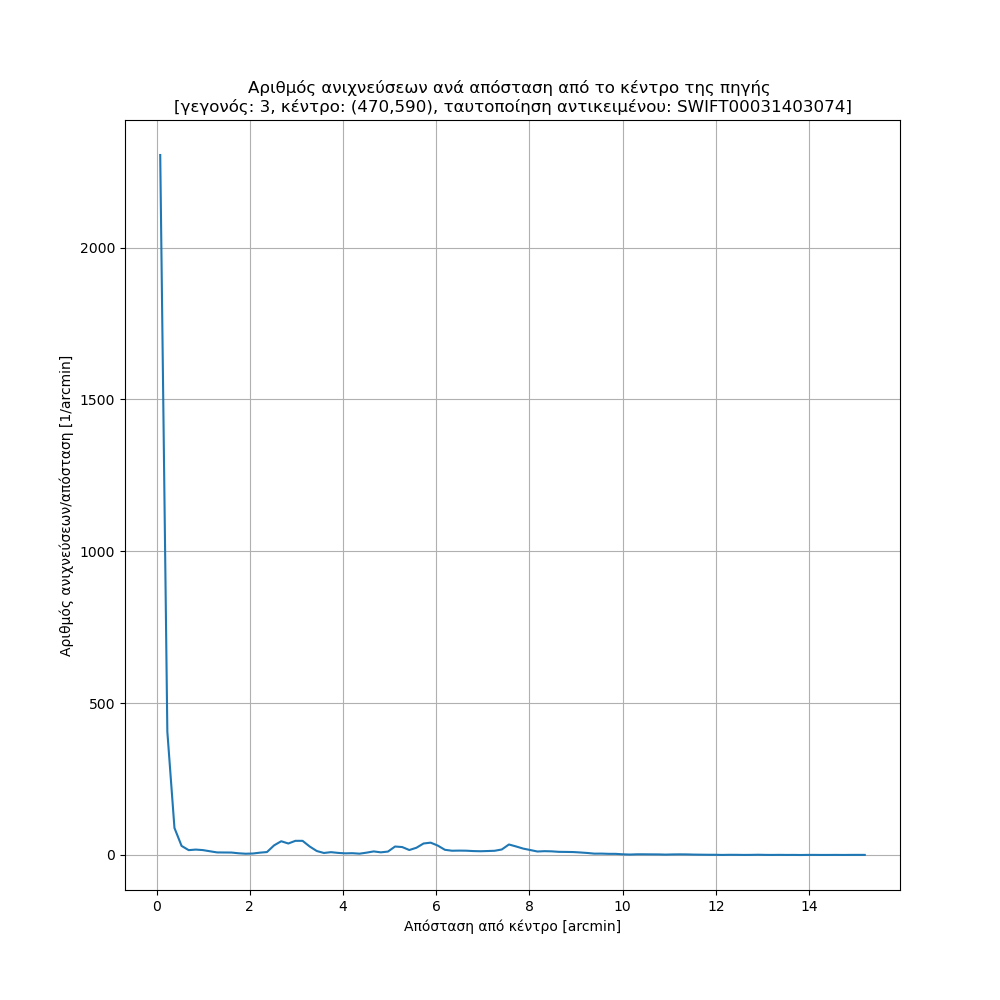 Αριθμός ανιχνεύσεων ανά απόσταση από το κέντρο της πηγής
[γεγονός: 3, κέντρο: (470,590), ταυτοποίηση αντικειμένου: SWIFT00031403074]
Αριθμός ανιχνεύσεων/απόσταση [1/arcmin]
2000
1500
1000
500
0
0 2 4 6 8 10 12 14
Απόσταση από κέντρο [arcmin]